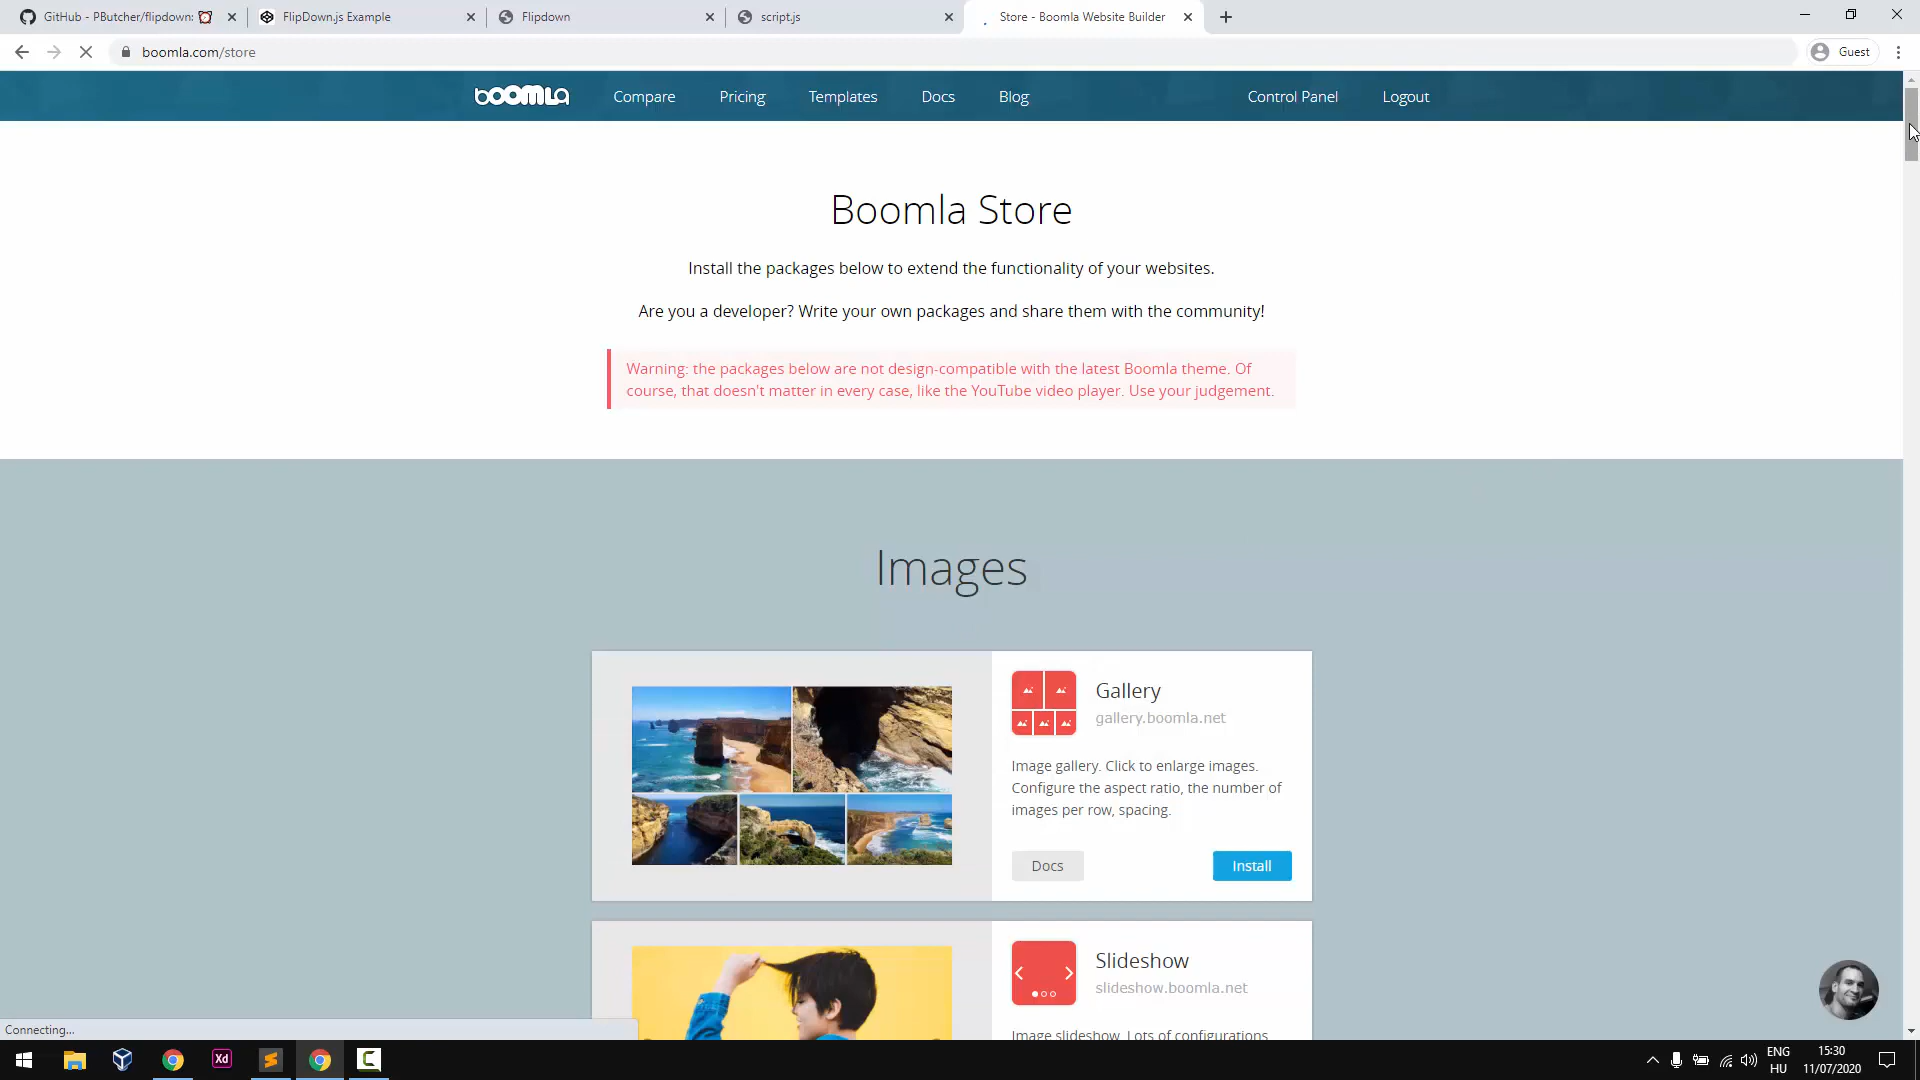 GitHub - PButcher/flipdown: ⏰
FlipDown.js Example
Flipdown
script.js
Store - Boomla Website Builder
boomla.com/store
Guest
boomla
Compare
Pricing
Templates
Docs
Blog
Control Panel
Logout
Boomla Store
Install the packages below to extend the functionality of your websites.
Are you a developer? Write your own packages and share them with the community!
Warning: the packages below are not design-compatible with the latest Boomla theme. Of
course, that doesn't matter in every case, like the YouTube video player. Use your judgement.
Images
Gallery
gallery.boomla.net
Image gallery. Click to enlarge images.
Configure the aspect ratio, the number of
images per row, spacing.
Docs
Install
Slideshow
slideshow.boomla.net
Image slideshow. Lots of configurations
Connecting...
Xd
ENG
HU
15:30
11/07/2020